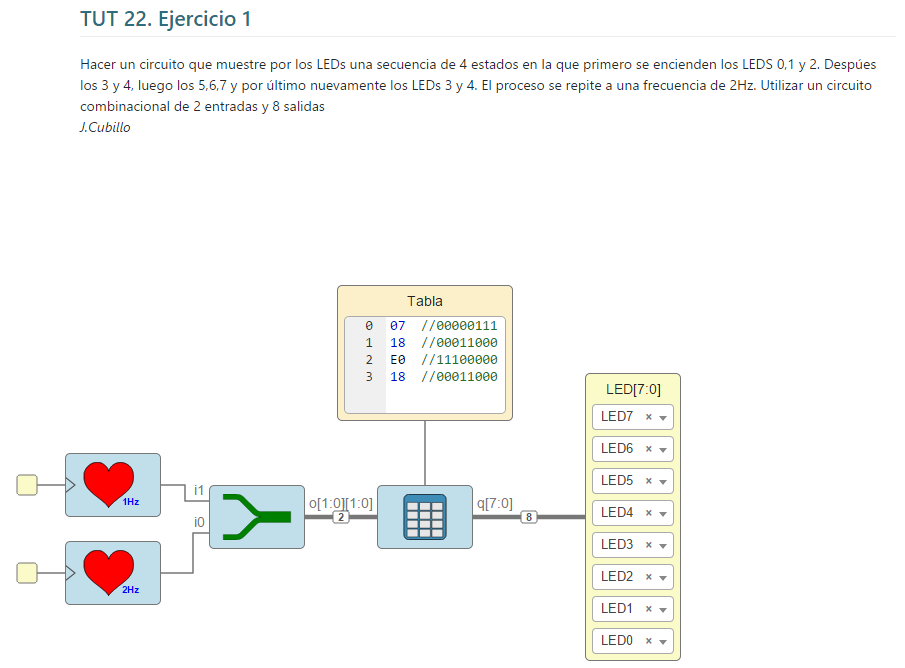 TUT 22. Ejercicio 1
Hacer un circuito que muestre por los LEDs una secuencia de 4 estados en la que primero se encienden los LEDS 0,1 y 2. Despúes
los 3 y 4, luego los 5,6,7 y por último nuevamente los LEDs 3 y 4. El proceso se repite a una frecuencia de 2Hz. Utilizar un circuito
combinacional de 2 entradas y 8 salidas
J.Cubillo
Tabla
0 07 //00000111
1 18 //00011000
2 E0 //11100000
3 18 //00011000
LED[7:0]
LED7 × ▾
LED6 × ▾
LED5 × ▾
LED4 × ▾
LED3 × ▾
LED2 × ▾
LED1 × ▾
LED0 × ▾
1Hz
2Hz
i1
i0
o[1:0][1:0]
2
q[7:0]
8